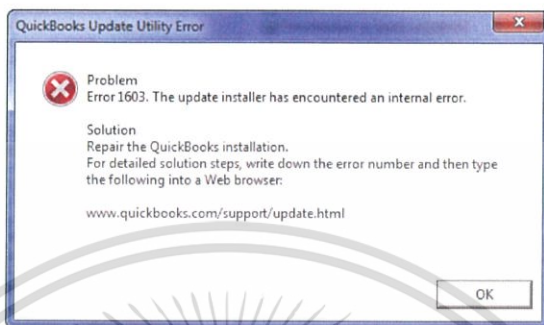 QuickBooks Update Utility Error
Problem
Error 1603. The update installer has encountered an internal error.
Solution
Repair the QuickBooks installation.
For detailed solution steps, write down the error number and then type
the following into a Web browser:
www.quickbooks.com/support/update.html
OK